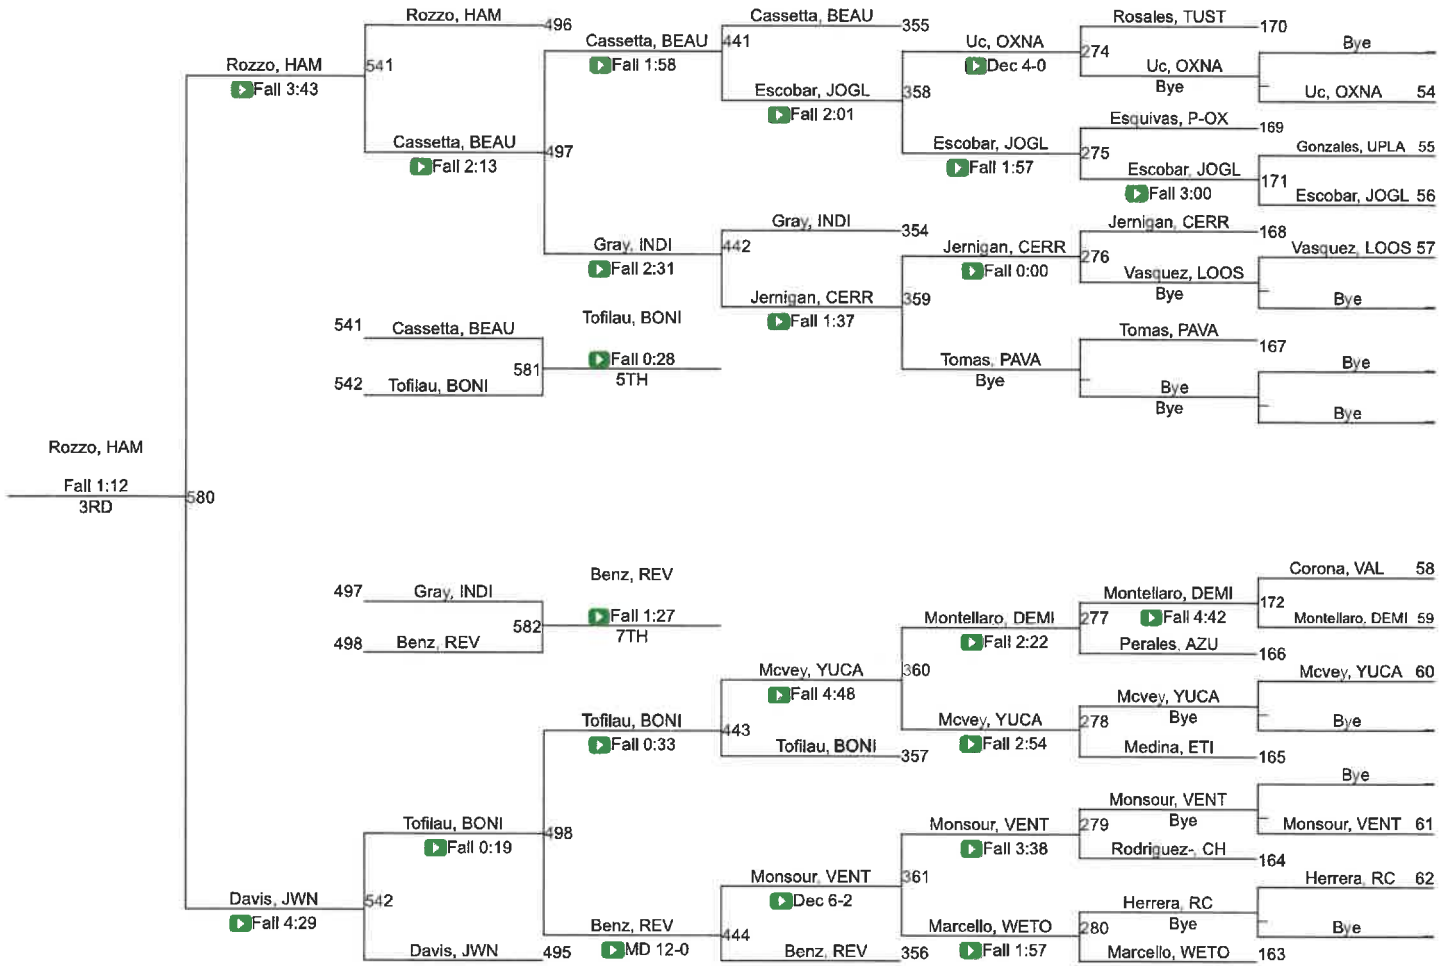 Rozzo, HAM
496
Cassetta, BEAU
355
Rosales, TUST
170
Bye
Cassetta, BEAU
441
Fall 1:58
Uc, OXNA
274
Dec 4-0
Uc, OXNA
Bye
Uc, OXNA 54
Rozzo, HAM
541
Fall 3:43
Escobar, JOGL
358
Fall 2:01
Esquivas, P-OX
169
Gonzales, UPLA 55
Cassetta, BEAU
497
Fall 2:13
Escobar, JOGL
275
Fall 1:57
Escobar, JOGL
171
Fall 3:00
Escobar, JOGL 56
Gray, INDI
354
Jernigan, CERR
168
Gray, INDI
442
Fall 2:31
Jernigan, CERR
276
Fall 0:00
Vasquez, LOOS 57
Vasquez, LOOS
Bye
Bye
Jernigan, CERR
359
Fall 1:37
541
Cassetta, BEAU
Tofilau, BONI
Tomas, PAVA
167
581
Fall 0:28
5TH
Tomas, PAVA
Bye
Bye
542
Tofilau, BONI
Bye
Bye
Bye
Rozzo, HAM
Fall 1:12
3RD
580
497
Gray, INDI
Benz, REV
Corona, VAL 58
582
Fall 1:27
7TH
Montellaro, DEMI
172
Fall 4:42
Montellaro, DEMI
277
Fall 2:22
Montellaro, DEMI 59
498
Benz, REV
Perales, AZU
166
Mcvey, YUCA
360
Fall 4:48
Mcvey, YUCA 60
Tofilau, BONI
443
Fall 0:33
Mcvey, YUCA
278
Fall 2:54
Mcvey, YUCA
Bye
Bye
Tofilau, BONI
357
Medina, ETI
165
Bye
Tofilau, BONI
498
Fall 0:19
Monsour, VENT
279
Fall 3:38
Monsour, VENT
Bye
Monsour, VENT 61
Rodriguez-, CH
164
Davis, JWN
542
Fall 4:29
Monsour, VENT
361
Dec 6-2
Herrera, RC 62
Benz, REV
444
MD 12-0
Marcello, WETO
280
Fall 1:57
Herrera, RC
Bye
Bye
Davis, JWN
495
Benz, REV
356
Marcello, WETO
163